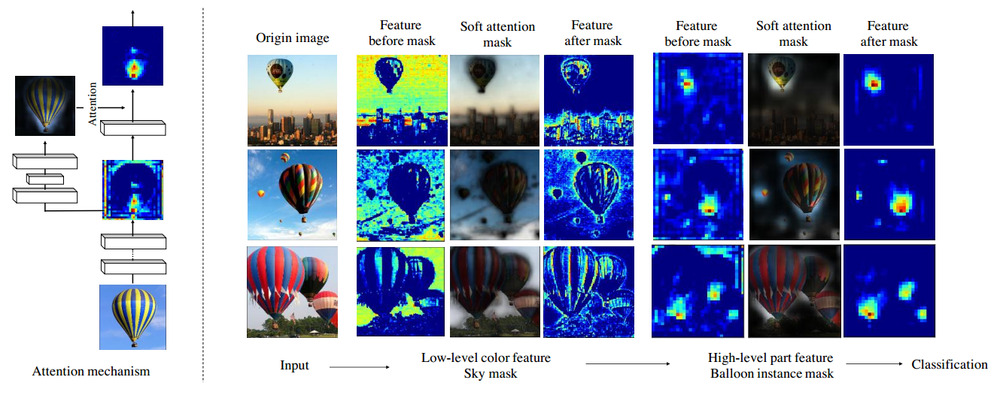 Attention
Attention mechanism
Origin image
Feature
before mask
Soft attention
mask
Feature
after mask
Feature
before mask
Soft attention
mask
Feature
after mask
Input
Low-level color feature
Sky mask
High-level part feature
Balloon instance mask
Classification